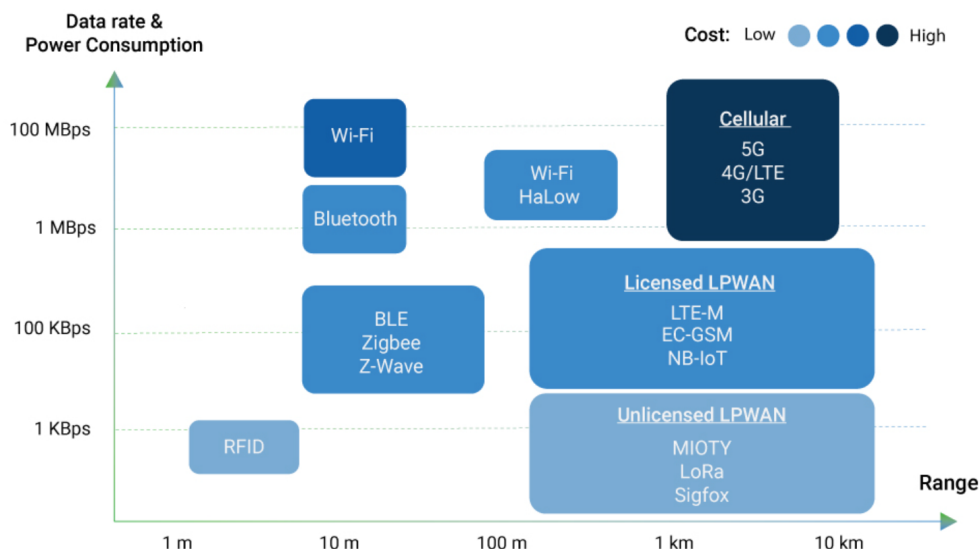 Data rate &
Power Consumption
Cost: Low High
100 MBps
Wi-Fi
Cellular
5G
4G/LTE
3G
Wi-Fi
HaLow
Bluetooth
1 MBps
Licensed LPWAN
LTE-M
EC-GSM
NB-IoT
BLE
Zigbee
Z-Wave
100 KBps
Unlicensed LPWAN
MIOTY
LoRa
Sigfox
1 KBps
RFID
Range
1 m 10 m 100 m 1 km 10 km